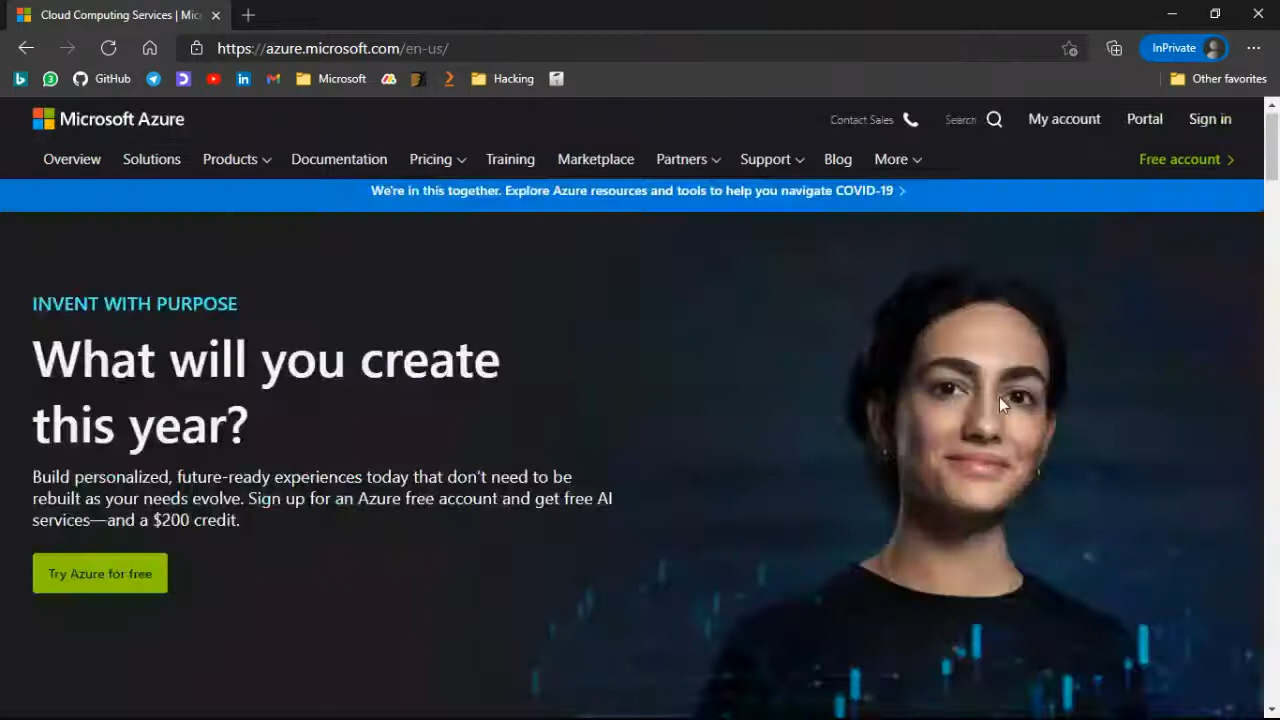 Cloud Computing Services | Mic
https://azure.microsoft.com/en-us/
InPrivate
GitHub
Microsoft
Hacking
Other favorites
Microsoft Azure
Contact Sales
Search
My account
Portal
Sign in
Overview
Solutions
Products
Documentation
Pricing
Training
Marketplace
Partners
Support
Blog
More
Free account
We're in this together. Explore Azure resources and tools to help you navigate COVID-19
INVENT WITH PURPOSE
What will you create
this year?
Build personalized, future-ready experiences today that don't need to be
rebuilt as your needs evolve. Sign up for an Azure free account and get free AI
services—and a $200 credit.
Try Azure for free